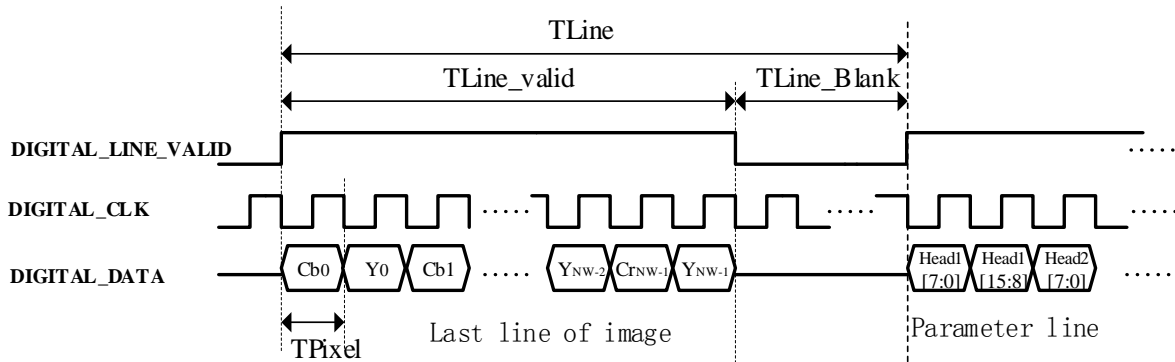 TLine
TLine_valid TLine_Blank
DIGITAL_LINE_VALID .....
DIGITAL_CLK ..... ..... .....
DIGITAL_DATA Cb0 Y0 Cb1 ..... YNW-2 CrNW-1 YNW-1 Head1 [7:0] Head1 [15:8] Head2 [7:0] .....
TPixel Last line of image Parameter line